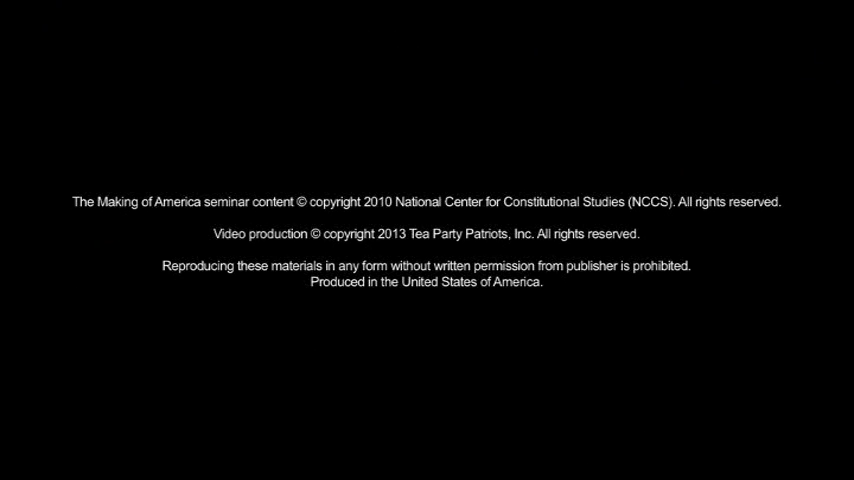 The Making of America seminar content © copyright 2010 National Center for Constitutional Studies (NCCS). All rights reserved.
Video production © copyright 2013 Tea Party Patriots, Inc. All rights reserved.
Reproducing these materials in any form without written permission from publisher is prohibited.
Produced in the United States of America.